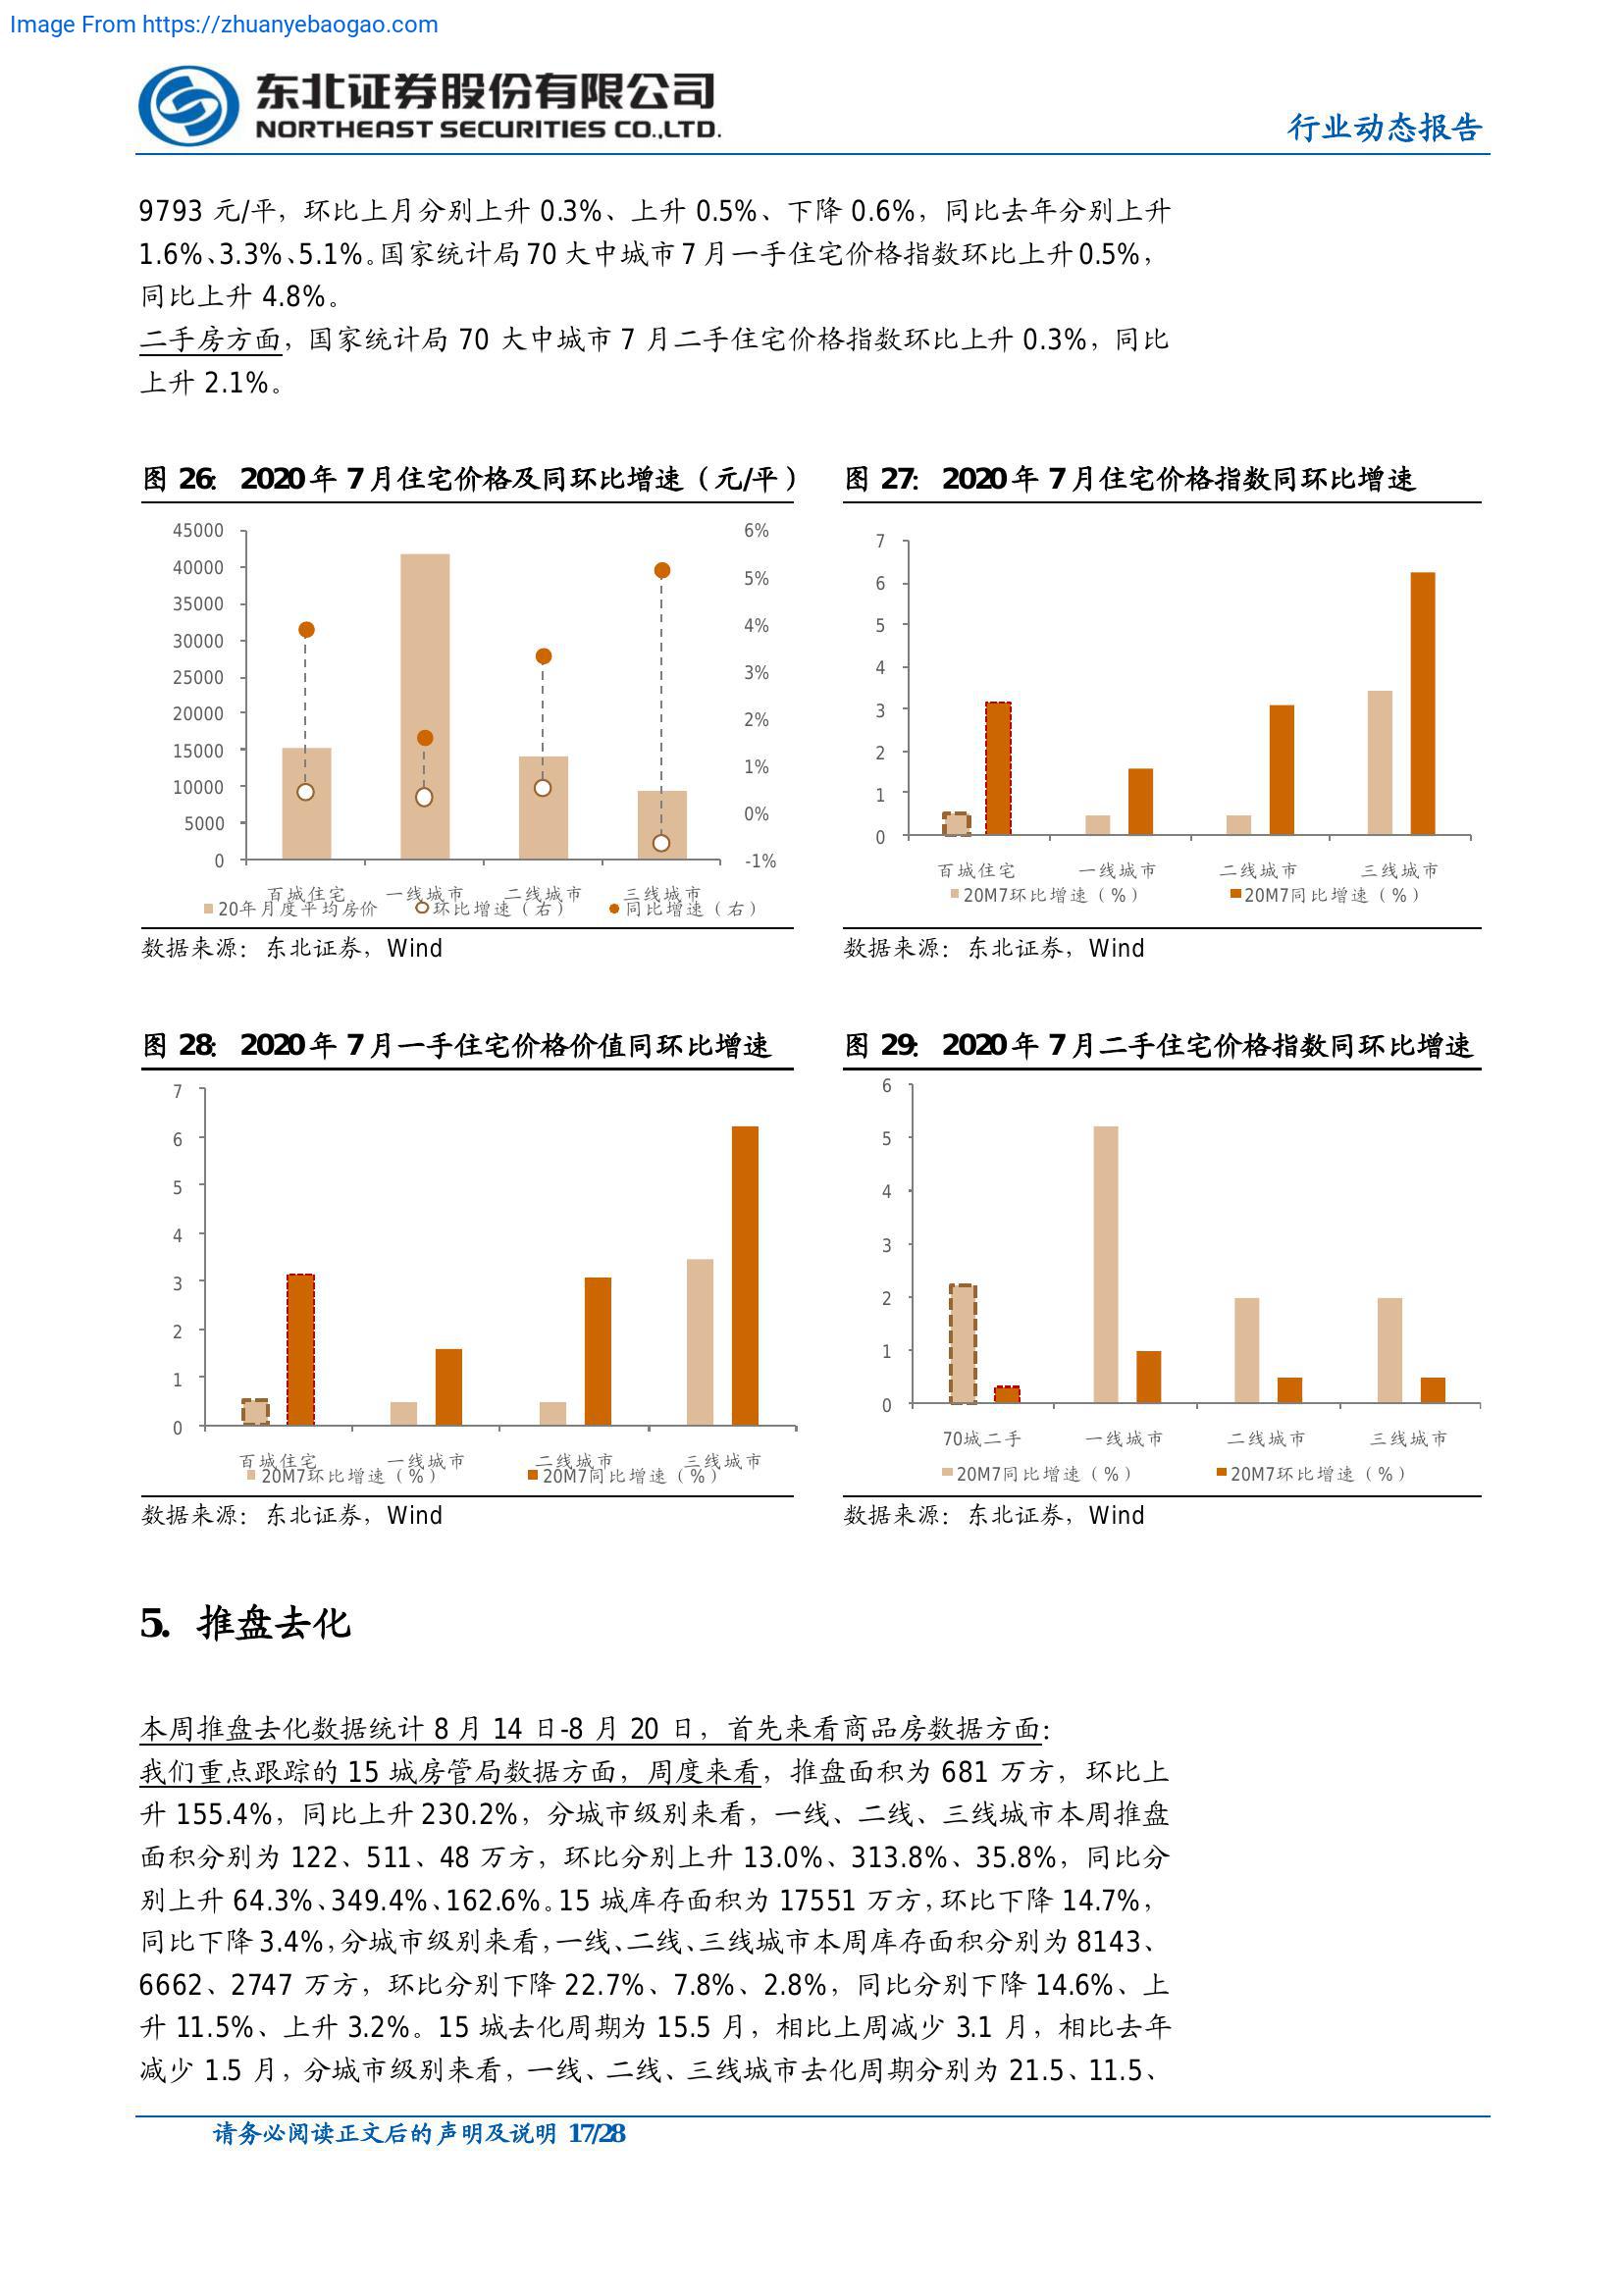 Image From https://zhuanyebaogao.com
东北证券股份有限公司
NORTHEAST SECURITIES CO.,LTD.
行业动态报告
9793 元/平，环比上月分别上升 0.3%、上升 0.5%、下降 0.6%，同比去年分别上升
1.6%、3.3%、5.1%。国家统计局 70 大中城市 7 月一手住宅价格指数环比上升 0.5%，
同比上升 4.8%。
二手房方面，国家统计局 70 大中城市 7 月二手住宅价格指数环比上升 0.3%，同比
上升 2.1%。
图 26： 2020 年 7 月住宅价格及同环比增速（元/平）
45000
40000
35000
30000
25000
20000
15000
10000
5000
0
6%
5%
4%
3%
2%
1%
0%
-1%
百城住宅 一线城市 二线城市 三线城市
20年月度平均房价 环比增速（右） 同比增速（右）
数据来源：东北证券，Wind
图 27： 2020 年 7 月住宅价格指数同环比增速
7
6
5
4
3
2
1
0
百城住宅 一线城市 二线城市 三线城市
20M7环比增速（%） 20M7同比增速（%）
数据来源：东北证券，Wind
图 28： 2020 年 7 月一手住宅价格价值同环比增速
7
6
5
4
3
2
1
0
百城住宅 一线城市 二线城市 三线城市
20M7环比增速（%） 20M7同比增速（%）
数据来源：东北证券，Wind
图 29： 2020 年 7 月二手住宅价格指数同环比增速
6
5
4
3
2
1
0
70城二手 一线城市 二线城市 三线城市
20M7同比增速（%） 20M7环比增速（%）
数据来源：东北证券，Wind
5. 推盘去化
本周推盘去化数据统计 8 月 14 日-8 月 20 日，首先来看商品房数据方面：
我们重点跟踪的 15 城房管局数据方面，周度来看，推盘面积为 681 万方，环比上
升 155.4%，同比上升 230.2%，分城市级别来看，一线、二线、三线城市本周推盘
面积分别为 122、511、48 万方，环比分别上升 13.0%、313.8%、35.8%，同比分
别上升 64.3%、349.4%、162.6%。15 城库存面积为 17551 万方，环比下降 14.7%，
同比下降 3.4%，分城市级别来看，一线、二线、三线城市本周库存面积分别为 8143、
6662、2747 万方，环比分别下降 22.7%、7.8%、2.8%，同比分别下降 14.6%、上
升 11.5%、上升 3.2%。15 城去化周期为 15.5 月，相比上周减少 3.1 月，相比去年
减少 1.5 月，分城市级别来看，一线、二线、三线城市去化周期分别为 21.5、11.5、
请务必阅读正文后的声明及说明 17/28